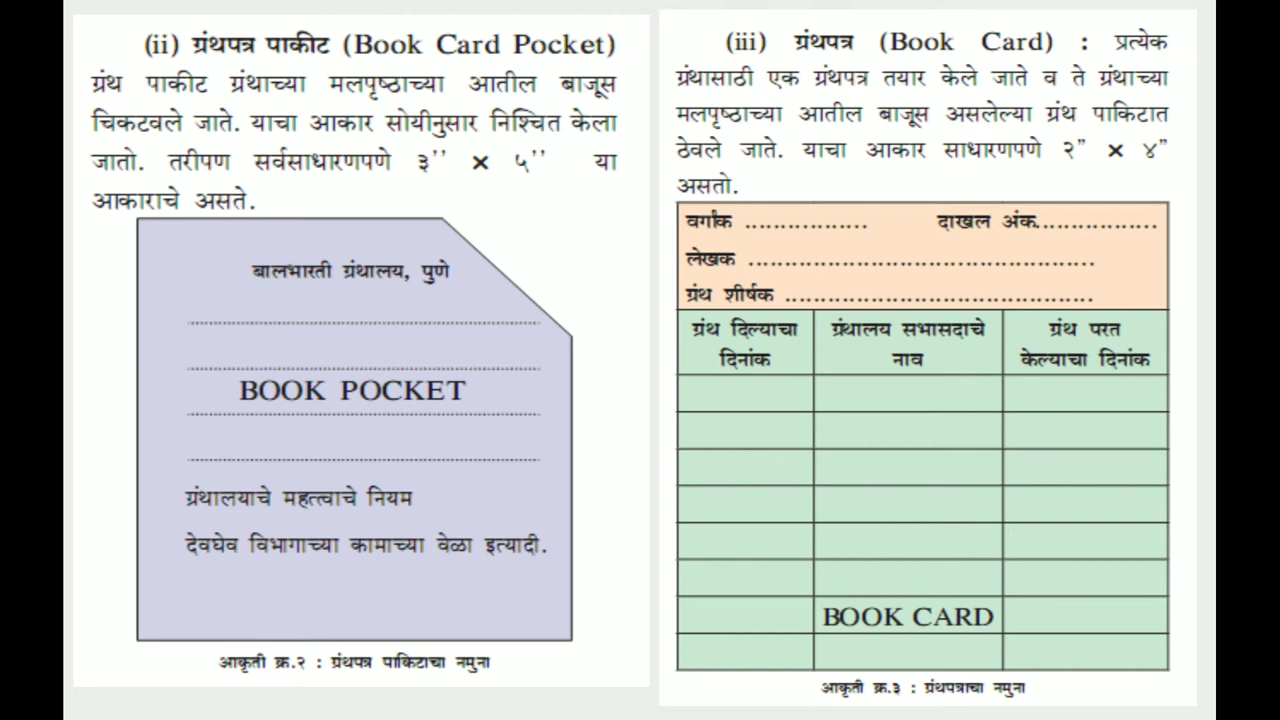 (ii) ग्रंथपत्र पाकीट (Book Card Pocket)
ग्रंथ पाकीट ग्रंथाच्या मलपृष्ठाच्या आतील बाजूस
चिकटवले जाते. याचा आकार सोयीनुसार निश्चित केला
जातो. तरीपण सर्वसाधारणपणे ३’’ × ५’’ या
आकाराचे असते.
बालभारती ग्रंथालय, पुणे
BOOK POCKET
ग्रंथालयाचे महत्त्वाचे नियम
देवघेव विभागाच्या कामाच्या वेळा इत्यादी.
आकृती क्र.२ : ग्रंथपत्र पाकिटाचा नमुना
(iii) ग्रंथपत्र (Book Card) : प्रत्येक
ग्रंथासाठी एक ग्रंथपत्र तयार केले जाते व ते ग्रंथाच्या
मलपृष्ठाच्या आतील बाजूस असलेल्या ग्रंथ पाकिटात
ठेवले जाते. याचा आकार साधारणपणे २” × ४”
असतो.
वर्गांक ................. दाखल अंक.................
लेखक .............................................
ग्रंथ शीर्षक .........................................
ग्रंथ दिल्याचा दिनांक
ग्रंथालय सभासदाचे नाव
ग्रंथ परत केल्याचा दिनांक
BOOK CARD
आकृती क्र.३ : ग्रंथपत्राचा नमुना